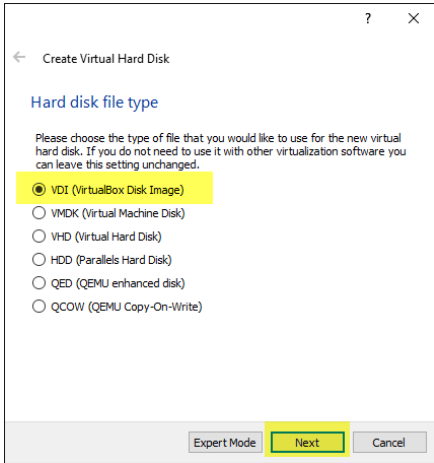 ?
Create Virtual Hard Disk
Hard disk file type
Please choose the type of file that you would like to use for the new virtual
hard disk. If you do not need to use it with other virtualization software you
can leave this setting unchanged.
VDI (VirtualBox Disk Image)
VMDK (Virtual Machine Disk)
VHD (Virtual Hard Disk)
HDD (Parallels Hard Disk)
QED (QEMU enhanced disk)
QCOW (QEMU Copy-On-Write)
Expert Mode Next Cancel